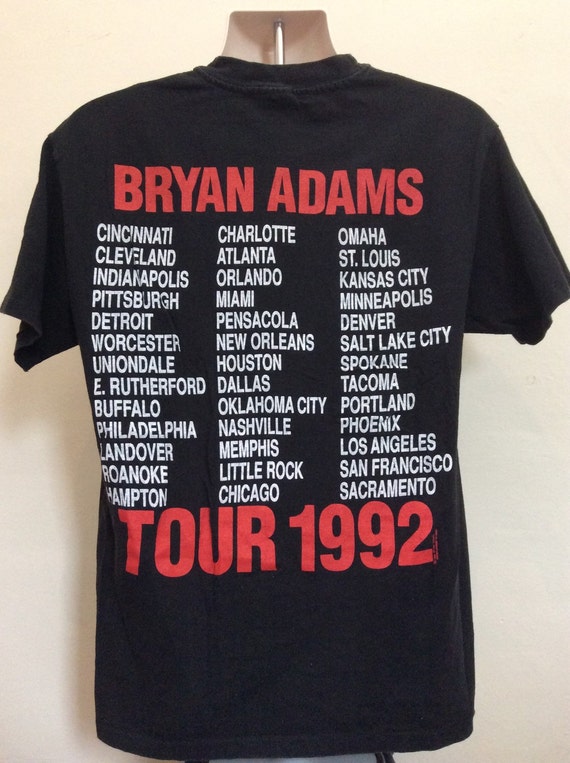 BRYAN ADAMS
CINCINNATI
CLEVELAND
INDIANAPOLIS
PITTSBURGH
DETROIT
WORCESTER
UNIONDALE
E. RUTHERFORD
BUFFALO
PHILADELPHIA
LANDOVER
ROANOKE
HAMPTON
CHARLOTTE
ATLANTA
ORLANDO
MIAMI
PENSACOLA
NEW ORLEANS
HOUSTON
DALLAS
OKLAHOMA CITY
NASHVILLE
MEMPHIS
LITTLE ROCK
CHICAGO
OMAHA
ST. LOUIS
KANSAS CITY
MINNEAPOLIS
DENVER
SALT LAKE CITY
SPOKANE
TACOMA
PORTLAND
PHOENIX
LOS ANGELES
SAN FRANCISCO
SACRAMENTO
TOUR 1992